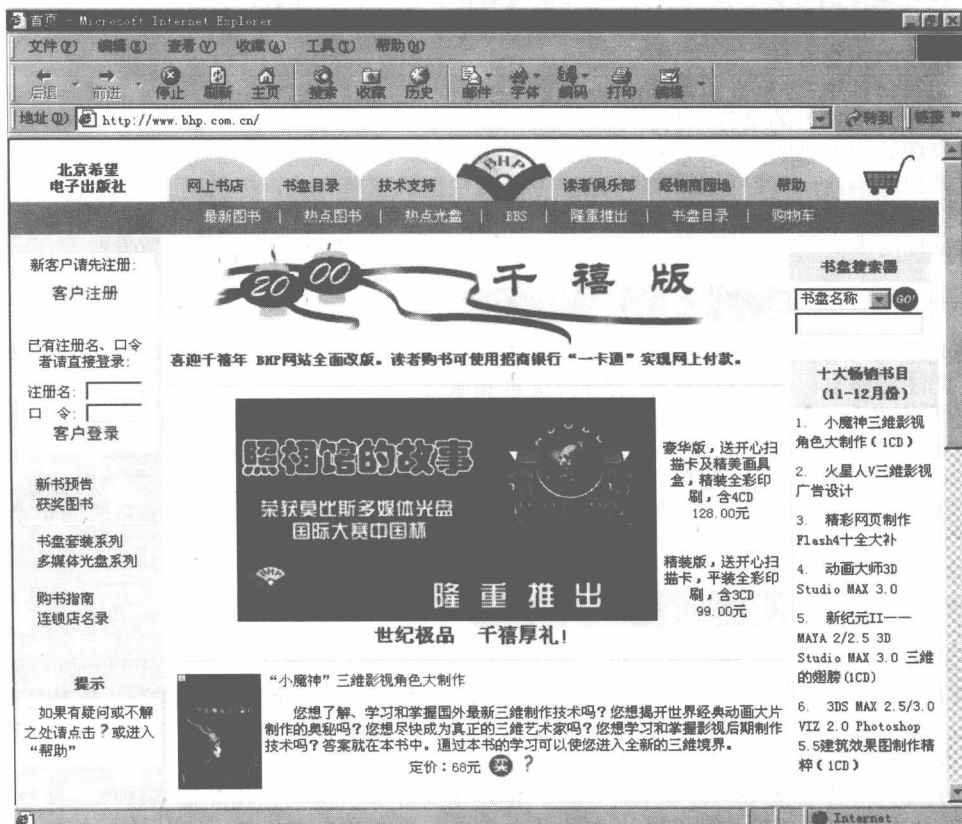 首页 - Microsoft Internet Explorer
文件(F) 编辑(E) 查看(V) 收藏(A) 工具(T) 帮助(H)
后退 前进 停止 刷新 主页 搜索 收藏 历史 邮件 字体 编码 打印 编辑
地址(D) http://www.bhp.com.cn/ 转到 链接 »
北京希望
电子出版社
网上书店 书盘目录 技术支持 BHP 读者俱乐部 经销商园地 帮助
最新图书 | 热点图书 | 热点光盘 | BBS | 隆重推出 | 书盘目录 | 购物车
新客户请先注册:
客户注册
已有注册名、口令
者请直接登录:
注册名:
口 令:
客户登录
新书预告
获奖图书
书盘套装系列
多媒体光盘系列
购书指南
连锁店名录
提示
如果有疑问或不解
之处请点击?或进入
“帮助”
2000 千禧版
喜迎千禧年 BHP网站全面改版。读者购书可使用招商银行“一卡通”实现网上付款。
照相馆的故事
荣获莫比斯多媒体光盘
国际大赛中国杯
隆重推出
豪华版，送开心扫
描卡及精美画具
盒，精装全彩印
刷，含4CD
128.00元
精装版，送开心扫
描卡，平装全彩印
刷，含3CD
99.00元
世纪极品 千禧厚礼!
“小魔神”三维影视角色大制作
您想了解、学习和掌握国外最新三维制作技术吗？您想揭开世界经典动画大片
制作的奥秘吗？您想尽快成为真正的三维艺术家吗？您想学习和掌握影视后期制作
技术吗？答案就在本书中。通过本书的学习可以使您进入全新的三维境界。
定价：68元 买 ?
书盘搜索器
书盘名称 GO!
十大畅销书目
(11-12月份)
1. 小魔神三维影视
角色大制作(1CD)
2. 火星人V三维影视
广告设计
3. 精彩网页制作
Flash4十全大补
4. 动画大师3D
Studio MAX 3.0
5. 新纪元II——
MAYA 2/2.5 3D
Studio MAX 3.0 三维
的翅膀(1CD)
6. 3DS MAX 2.5/3.0
VIZ 2.0 Photoshop
5.5建筑效果图制作精
粹(1CD)
Internet